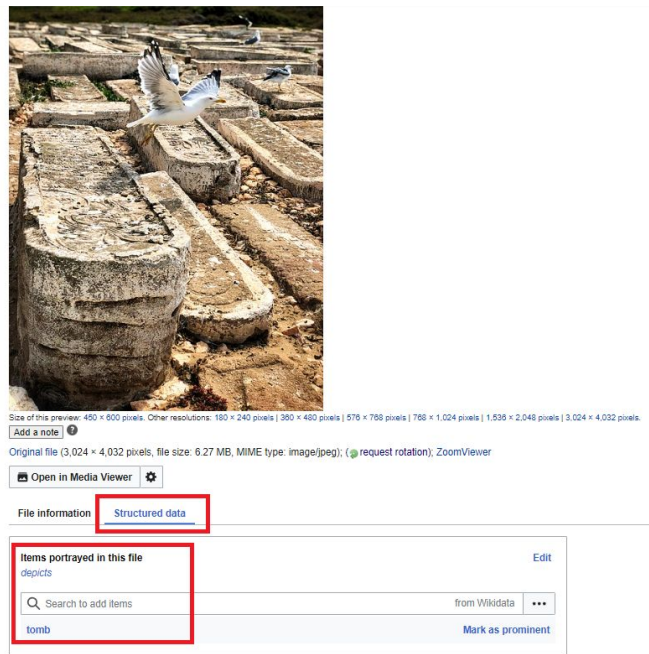 Size of this preview: 450 × 600 pixels. Other resolutions: 180 × 240 pixels | 360 × 480 pixels | 576 × 768 pixels | 768 × 1,024 pixels | 1,536 × 2,048 pixels | 3,024 × 4,032 pixels.
Add a note ?
Original file (3,024 × 4,032 pixels, file size: 6.27 MB, MIME type: image/jpeg); ( request rotation); ZoomViewer
Open in Media Viewer
File information Structured data
Items portrayed in this file Edit
depicts
Search to add items from Wikidata •••
tomb Mark as prominent